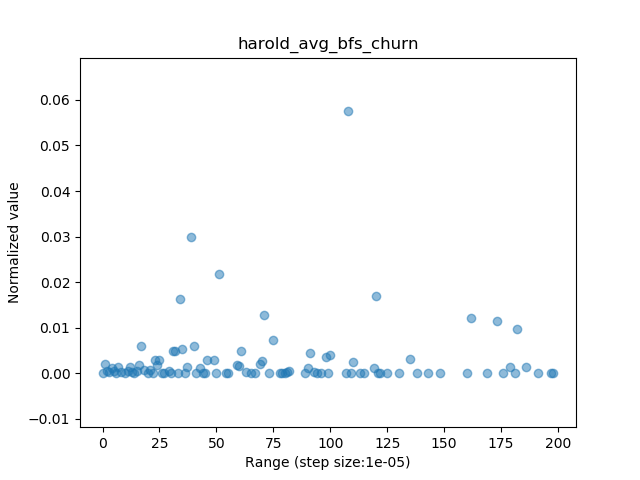 harold_avg_bfs_churn
Normalized value
0.06
0.05
0.04
0.03
0.02
0.01
0.00
−0.01
0 25 50 75 100 125 150 175 200
Range (step size:1e-05)